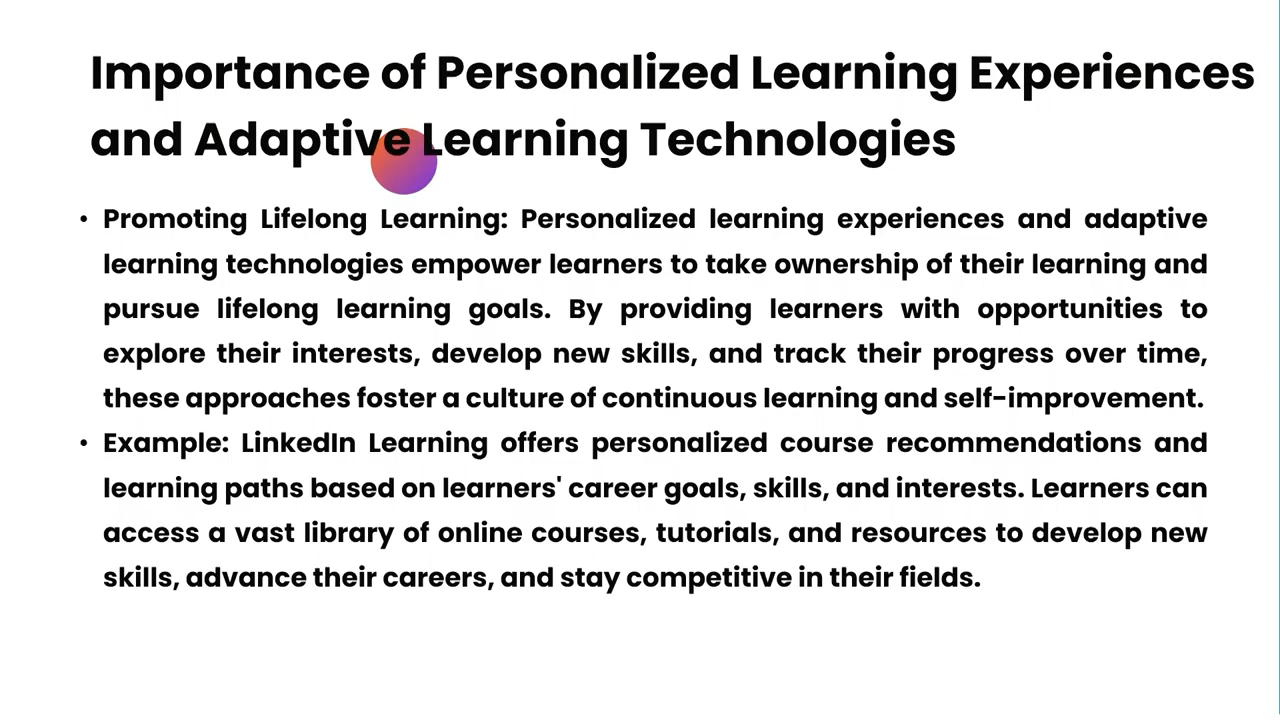 Importance of Personalized Learning Experiences
and Adaptive Learning Technologies
• Promoting Lifelong Learning: Personalized learning experiences and adaptive
learning technologies empower learners to take ownership of their learning and
pursue lifelong learning goals. By providing learners with opportunities to
explore their interests, develop new skills, and track their progress over time,
these approaches foster a culture of continuous learning and self-improvement.
• Example: LinkedIn Learning offers personalized course recommendations and
learning paths based on learners' career goals, skills, and interests. Learners can
access a vast library of online courses, tutorials, and resources to develop new
skills, advance their careers, and stay competitive in their fields.